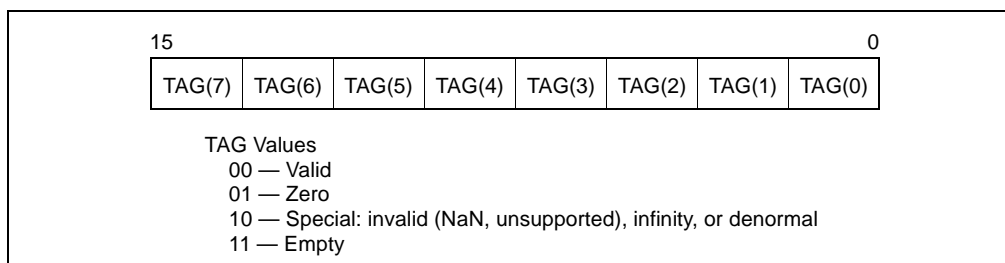 15 0
TAG(7) TAG(6) TAG(5) TAG(4) TAG(3) TAG(2) TAG(1) TAG(0)
TAG Values
00 — Valid
01 — Zero
10 — Special: invalid (NaN, unsupported), infinity, or denormal
11 — Empty